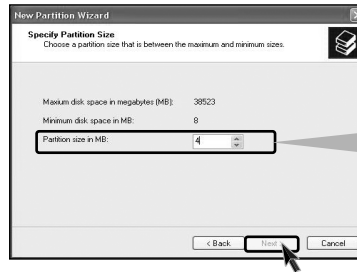 New Partition Wizard
Specify Partition Size
Choose a partition size that is between the maximum and minimum sizes.
Maxium disk space in megabytes (MB): 38523
Minimum disk space in MB: 8
Partition size in MB: 4
< Back Next > Cancel